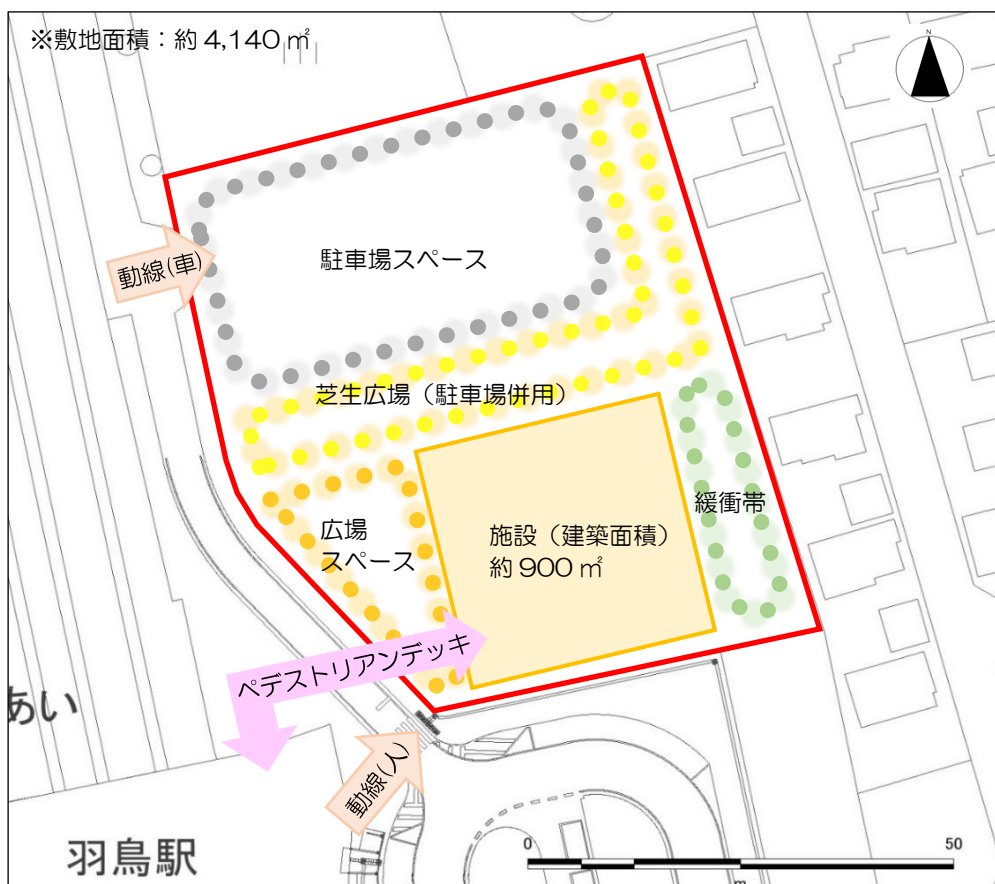 ※敷地面積：約 4,140 ㎡
N
駐車場スペース
動線(車)
芝生広場（駐車場併用）
緩衝帯
広場
スペース
施設（建築面積）
約 900 ㎡
ペデストリアンデッキ
あい
動線(人)
羽鳥駅
0
50
m